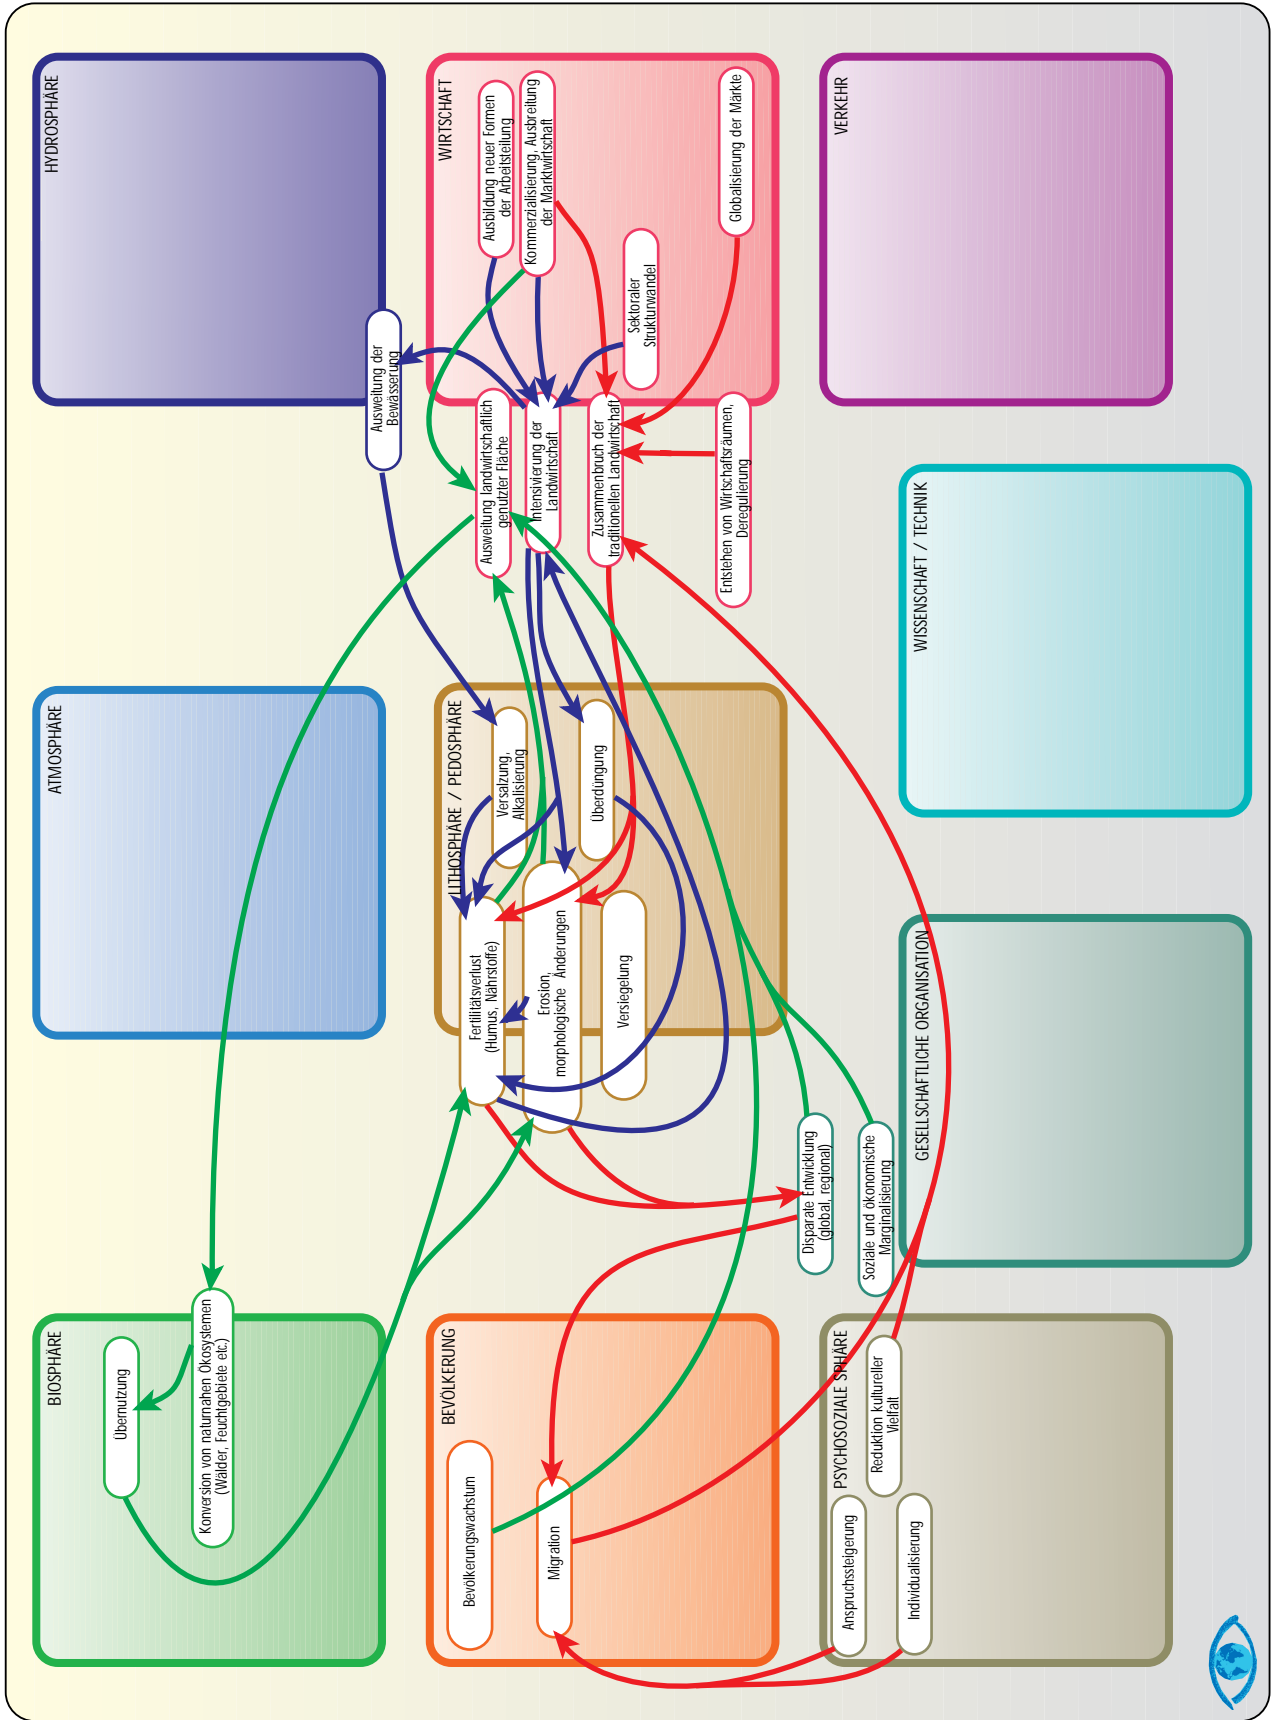 BIOSPHÄRE
Übernutzung
Konversion von naturnahen Ökosystemen
(Wälder, Feuchtgebiete etc.)
ATMOSPHÄRE
HYDROSPHÄRE
Ausweitung der
Bewässerung
BEVÖLKERUNG
Bevölkerungswachstum
Migration
LITHOSPHÄRE / PEDOSPHÄRE
Fertilitätsverlust
(Humus, Nährstoffe)
Versalzung,
Alkalisierung
Erosion,
morphologische Änderungen
Überdüngung
Versiegelung
WIRTSCHAFT
Ausweitung landwirtschaftlich
genutzter Fläche
Ausbildung neuer Formen
der Arbeitsteilung
Intensivierung der
Landwirtschaft
Kommerzialisierung, Ausbreitung
der Marktwirtschaft
Zusammenbruch der
traditionellen Landwirtschaft
Sektoraler
Strukturwandel
Entstehen von Wirtschaftsräumen,
Deregulierung
Globalisierung der Märkte
PSYCHOSOZIALE SPHÄRE
Anspruchssteigerung
Reduktion kultureller
Vielfalt
Individualisierung
Disparate Entwicklung
(global, regional)
Soziale und ökonomische
Marginalisierung
GESELLSCHAFTLICHE ORGANISATION
WISSENSCHAFT / TECHNIK
VERKEHR